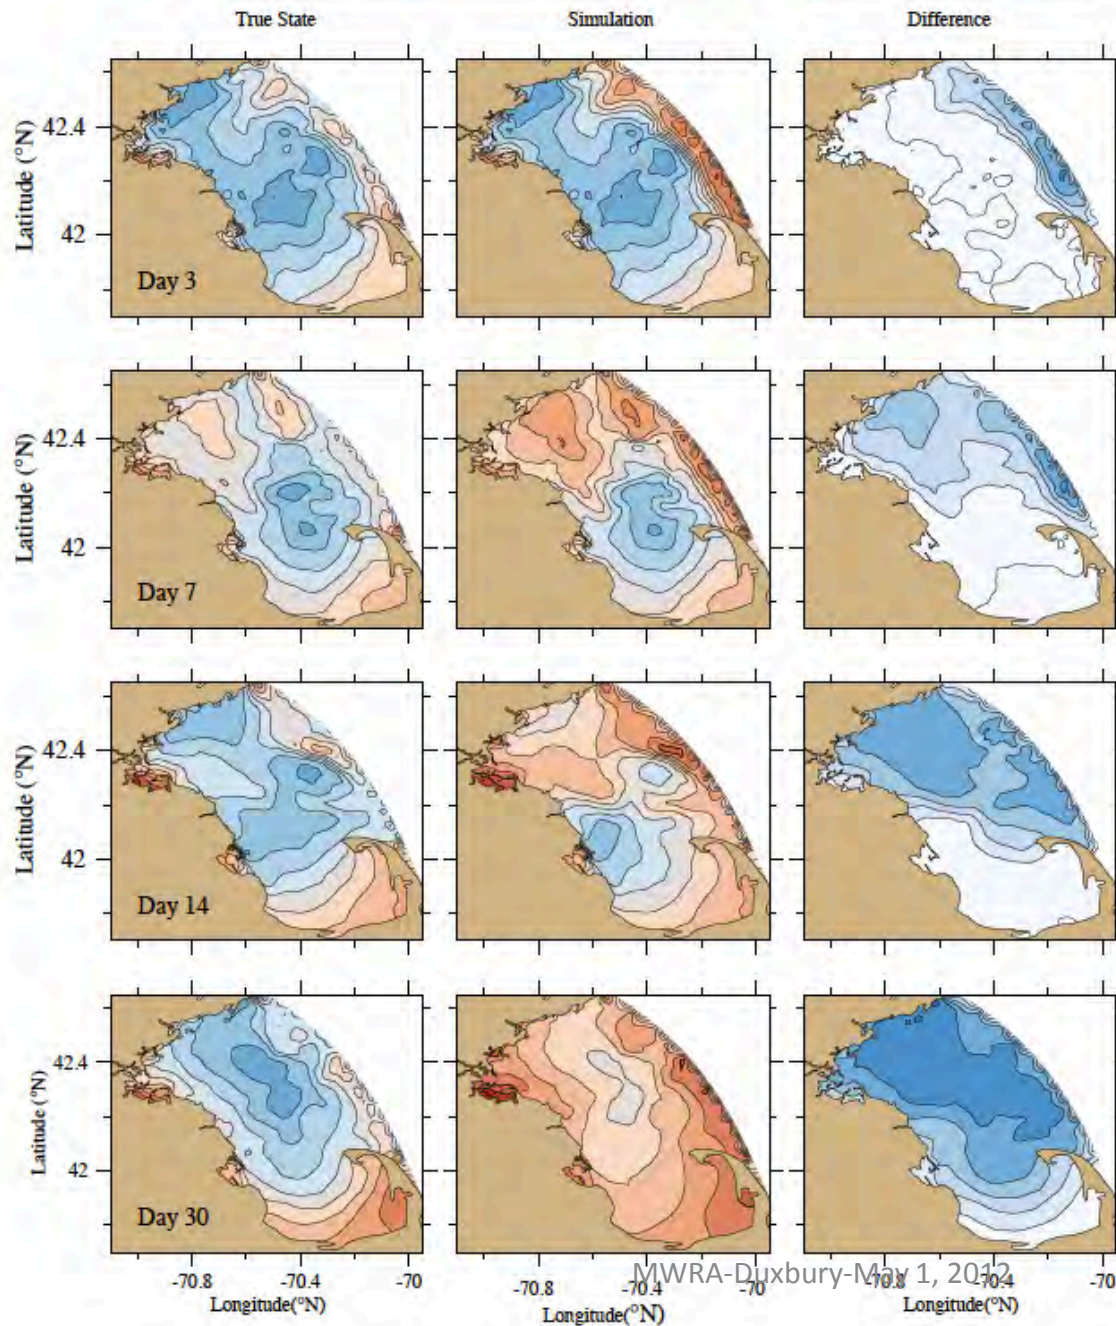 True State Simulation Difference
Latitude (°N) 42.4
42
Day 3
Latitude (°N) 42.4
42
Day 7
Latitude (°N) 42.4
42
Day 14
Latitude (°N) 42.4
42
Day 30
-70.8 -70.4 -70 -70.8 -70.4 -70 -70.8 -70.4 -70
MWRA-Duxbury-May 1, 2012
Longitude(°N) Longitude(°N) Longitude(°N)